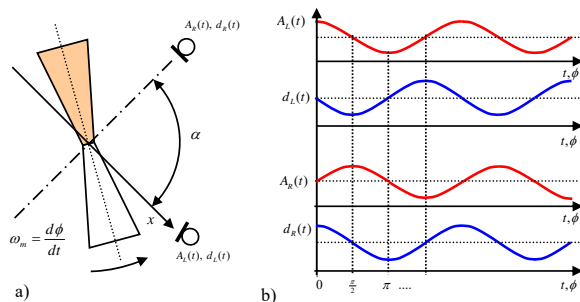 A_R(t), d_R(t)
α
x
ω_m = dφ/dt
A_L(t), d_L(t)
a)
A_L(t)
t,ϕ
d_L(t)
t,ϕ
A_R(t)
t,ϕ
d_R(t)
t,ϕ
0 π/2 π ....
b)